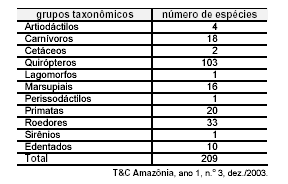 grupos taxonômicos número de espécies
Artiodáctilos 4
Carnívoros 18
Cetáceos 2
Quirópteros 103
Lagomorfos 1
Marsupiais 16
Perissodáctilos 1
Primatas 20
Roedores 33
Sirênios 1
Edentados 10
Total 209
T&C Amazônia, ano 1, n.º 3, dez./2003.